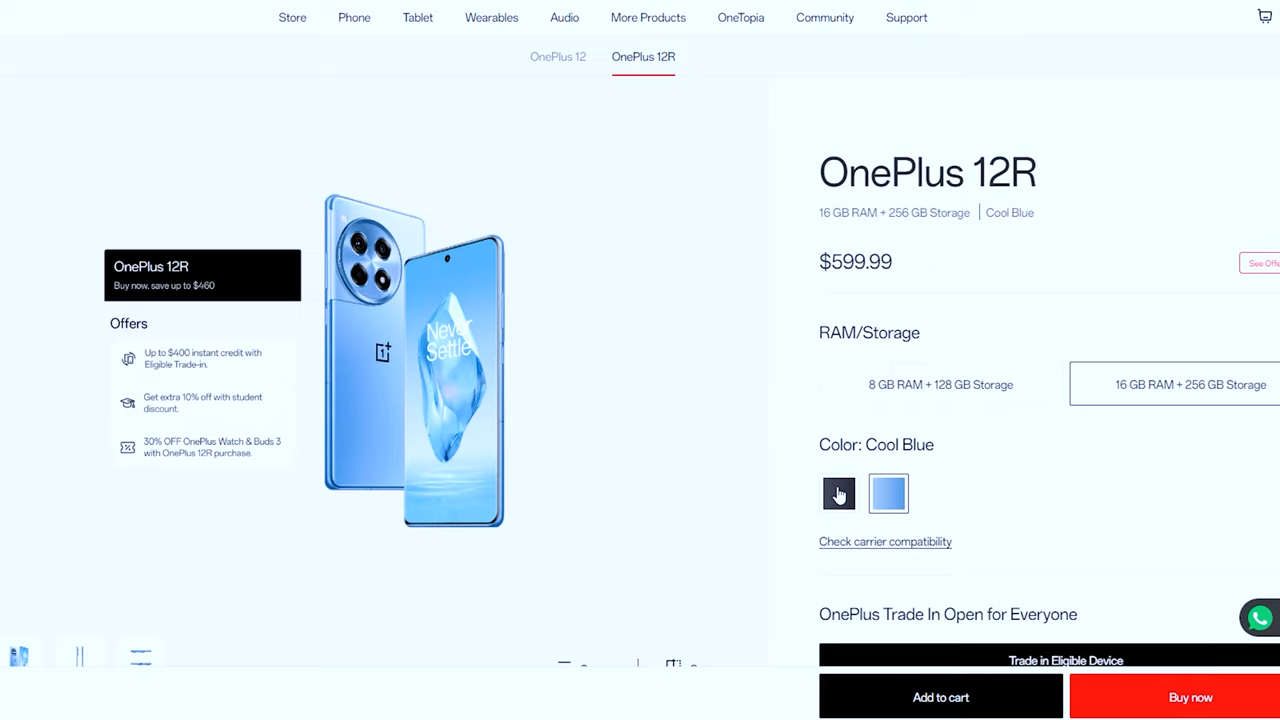 Store Phone Tablet Wearables Audio More Products OneTopia Community Support
OnePlus 12 OnePlus 12R
OnePlus 12R
Buy now, save up to $460
Offers
Up to $400 instant credit with
Eligible Trade-in.
Get extra 10% off with student
discount.
30% OFF OnePlus Watch & Buds 3
with OnePlus 12R purchase.
Never
Settle
OnePlus 12R
16 GB RAM + 256 GB Storage Cool Blue
$599.99
See Offe
RAM/Storage
8 GB RAM + 128 GB Storage 16 GB RAM + 256 GB Storage
Color: Cool Blue
Check carrier compatibility
OnePlus Trade In Open for Everyone
Trade in Eligible Device
Add to cart Buy now